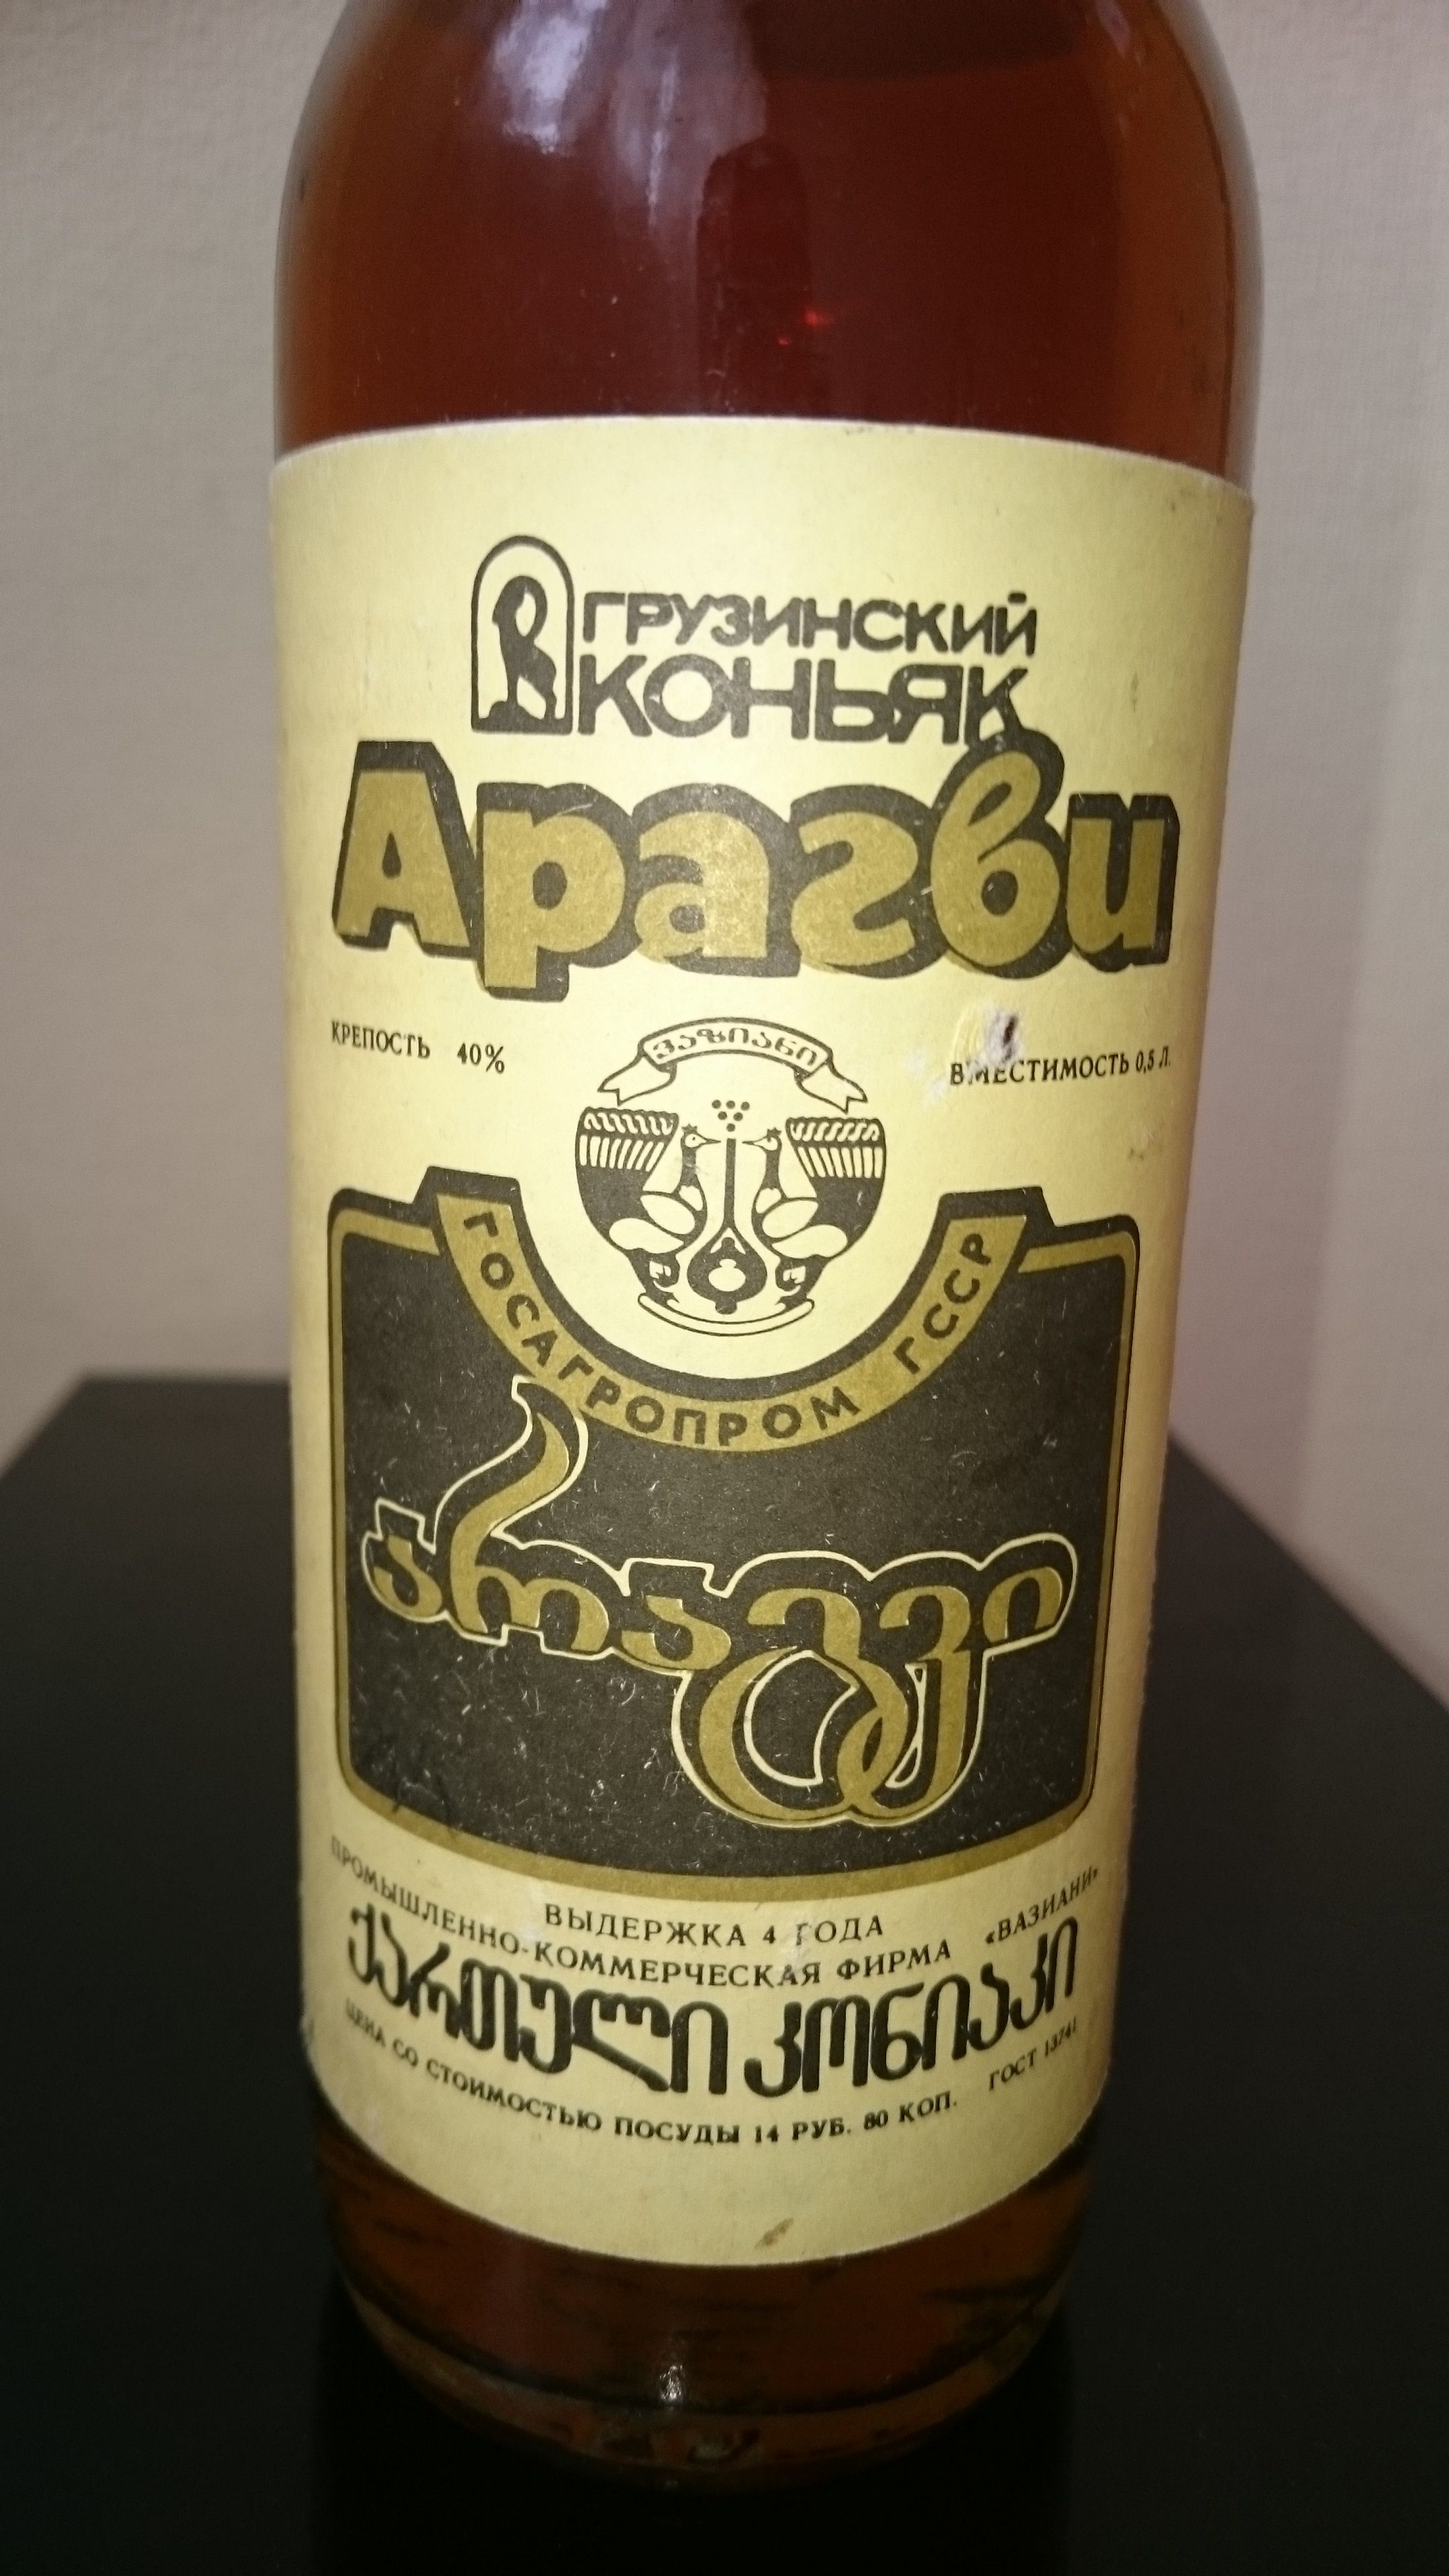 ГРУЗИНСКИЙ
КОНЬЯК
Арагви
КРЕПОСТЬ 40%
ВАМЕСТИМОСТЬ 0,5 Л.
ვაზიანი
ГОСАГРОПРОМ ГССР
არაგვი
ВЫДЕРЖКА 4 ГОДА
ПРОМЫШЛЕННО-КОММЕРЧЕСКАЯ ФИРМА «ВАЗИАНИ»
ქართული კონიაკი
ЦЕНА СО СТОИМОСТЬЮ ПОСУДЫ 14 РУБ. 80 КОП. ГОСТ 13741